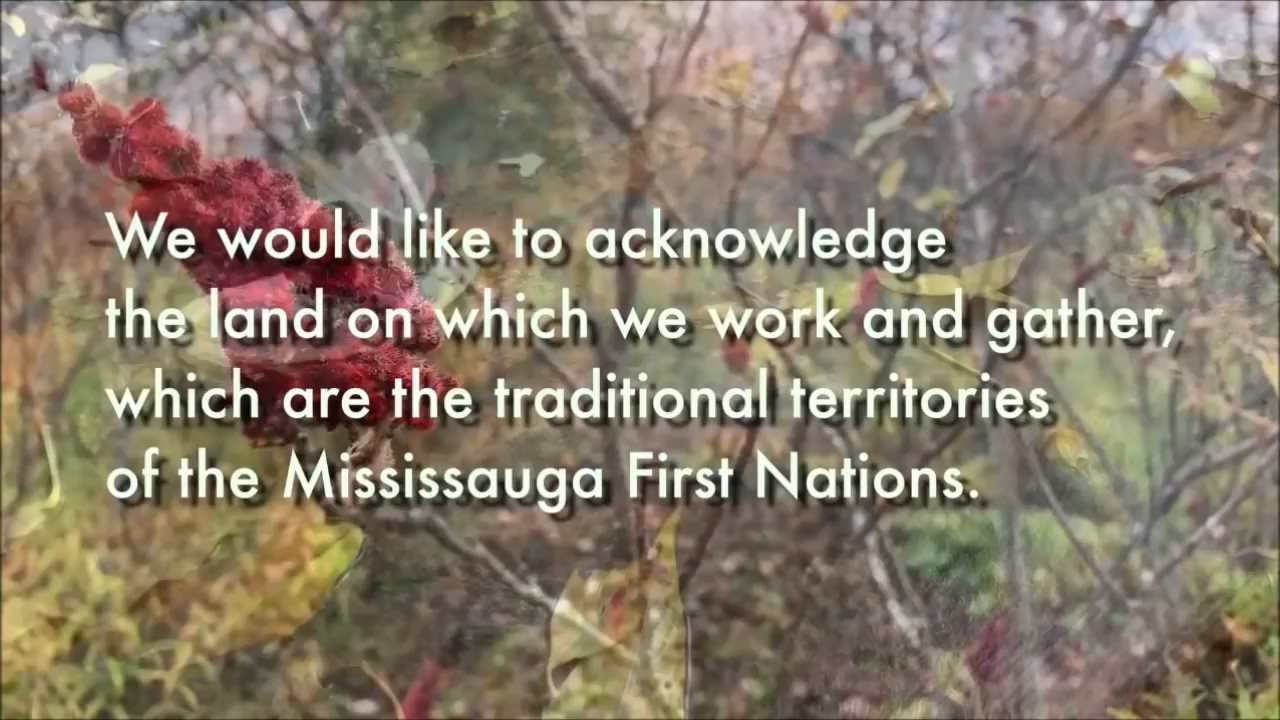 We would like to acknowledge
the land on which we work and gather,
which are the traditional territories
of the Mississauga First Nations.